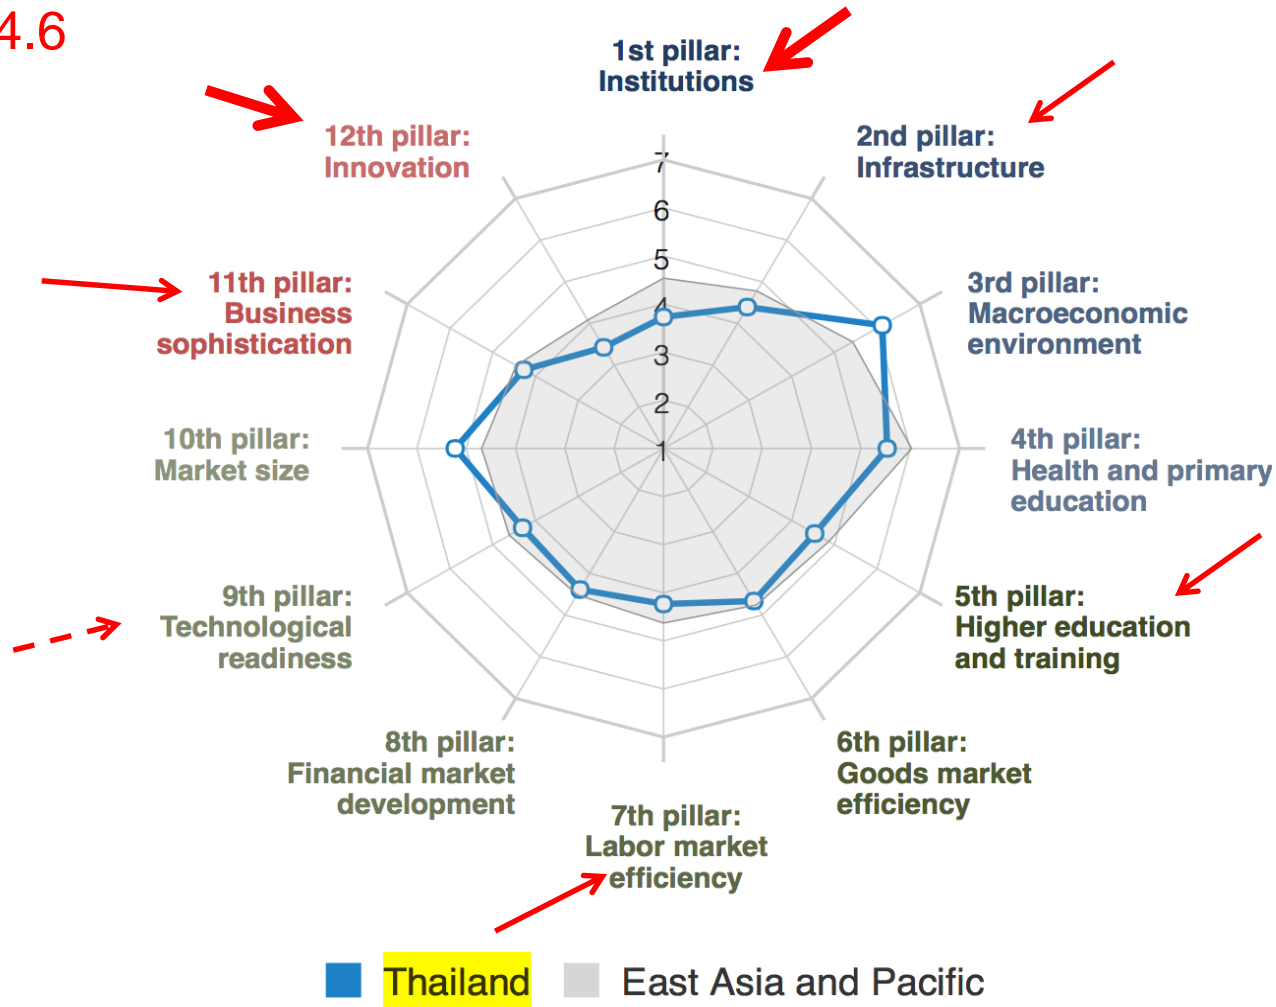 4.6
1st pillar:
Institutions
2nd pillar:
Infrastructure
3rd pillar:
Macroeconomic
environment
4th pillar:
Health and primary
education
5th pillar:
Higher education
and training
6th pillar:
Goods market
efficiency
7th pillar:
Labor market
efficiency
8th pillar:
Financial market
development
9th pillar:
Technological
readiness
10th pillar:
Market size
11th pillar:
Business
sophistication
12th pillar:
Innovation
7
6
5
4
3
2
1
Thailand
East Asia and Pacific